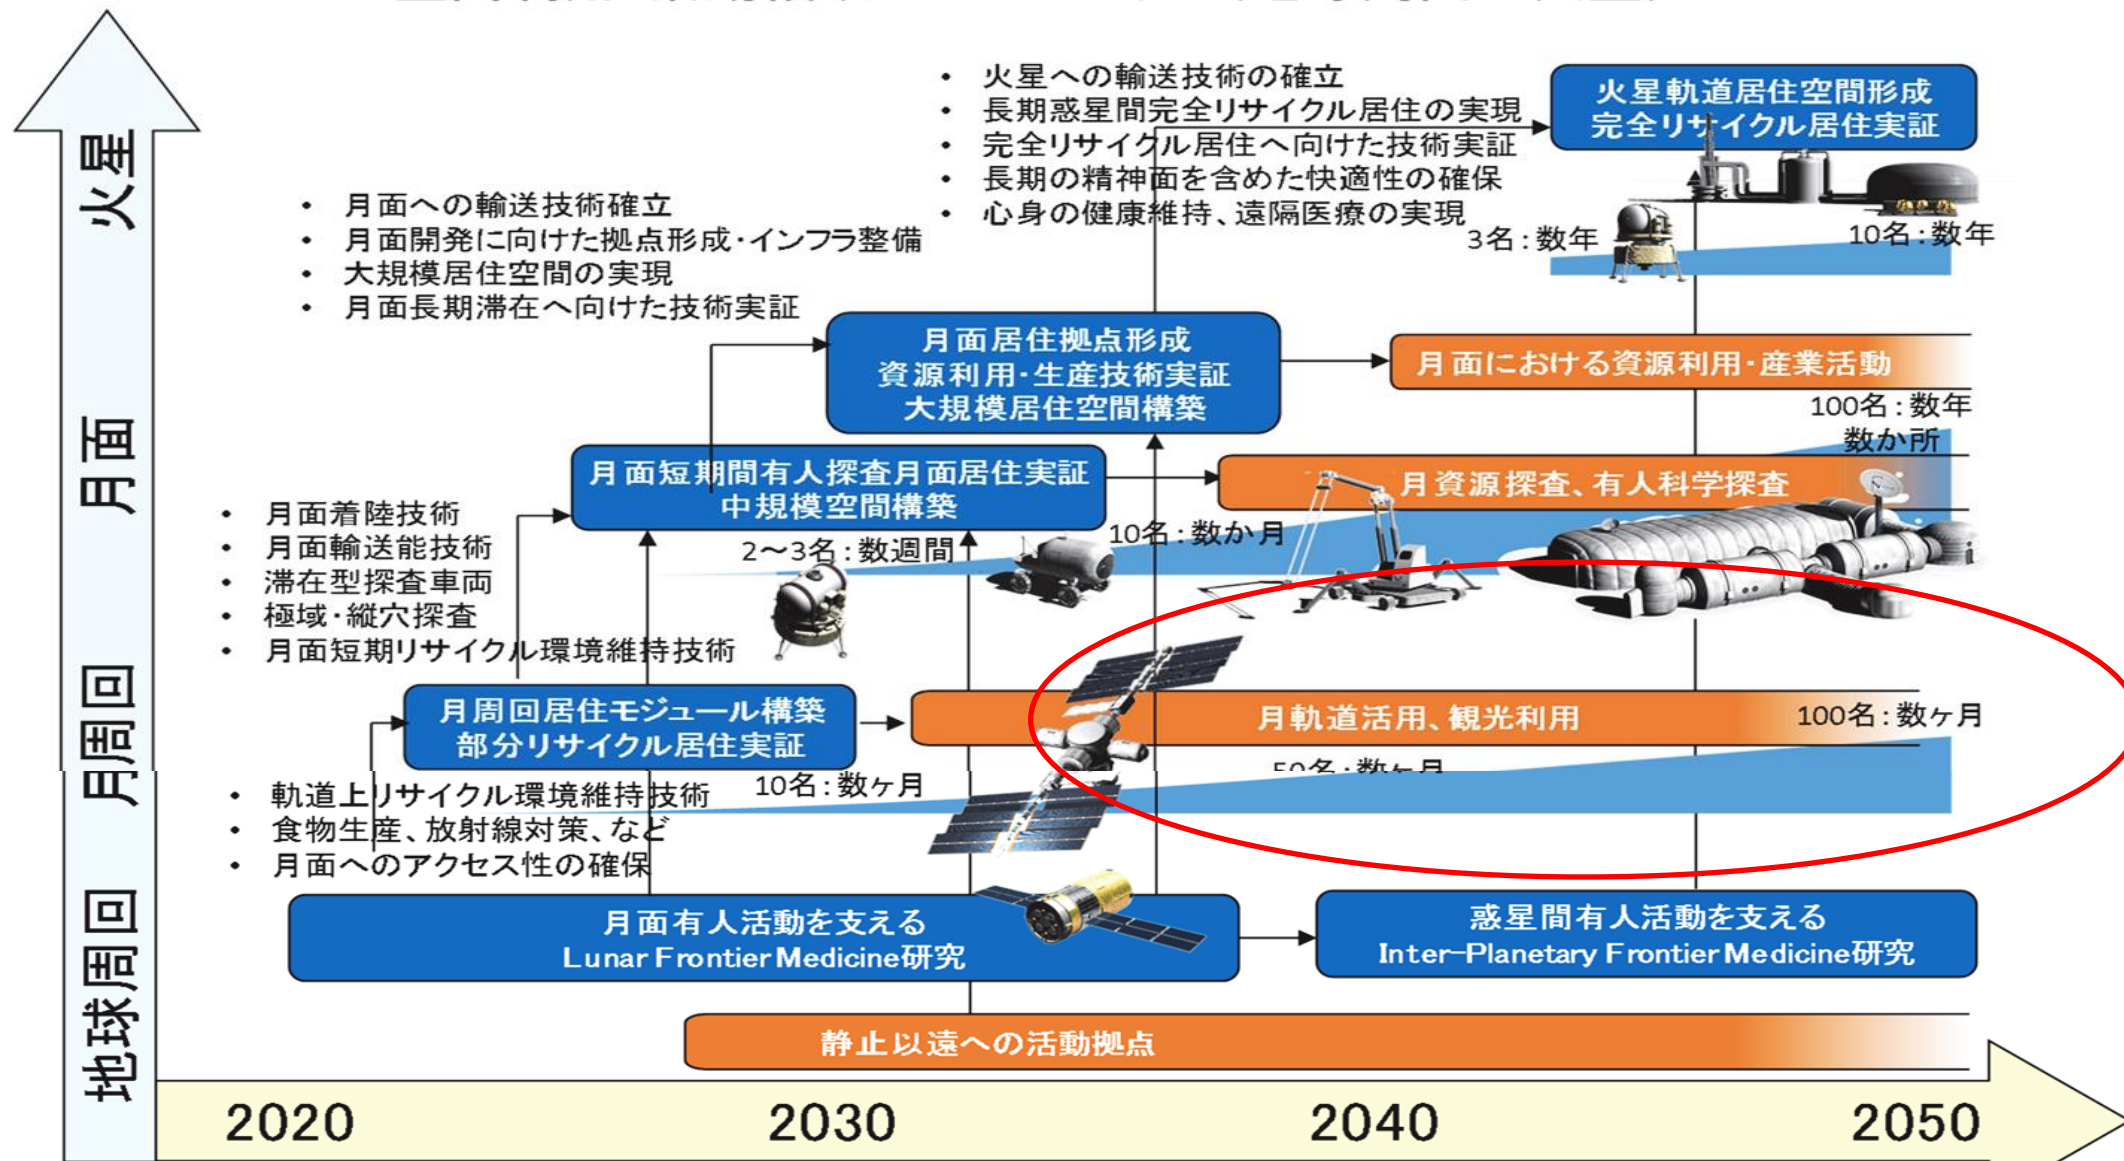 火星
月面
月周回
地球周回
• 火星への輸送技術の確立
• 長期惑星間完全リサイクル居住の実現
• 完全リサイクル居住へ向けた技術実証
• 長期の精神面を含めた快適性の確保
• 心身の健康維持、遠隔医療の実現
火星軌道居住空間形成
完全リサイクル居住実証
3名：数年
10名：数年
• 月面への輸送技術確立
• 月面開発に向けた拠点形成・インフラ整備
• 大規模居住空間の実現
• 月面長期滞在へ向けた技術実証
月面居住拠点形成
資源利用・生産技術実証
大規模居住空間構築
月面における資源利用・産業活動
100名：数年
数か所
月面短期間有人探査月面居住実証
中規模空間構築
月資源探査、有人科学探査
2～3名：数週間
10名：数か月
• 月面着陸技術
• 月面輸送能技術
• 滞在型探査車両
• 極域・縦穴探査
• 月面短期リサイクル環境維持技術
月周回居住モジュール構築
部分リサイクル居住実証
月軌道活用、観光利用
100名：数ヶ月
10名：数ヶ月
50名：数ヶ月
• 軌道上リサイクル環境維持技術
• 食物生産、放射線対策、など
• 月面へのアクセス性の確保
月面有人活動を支える
Lunar Frontier Medicine研究
惑星間有人活動を支える
Inter-Planetary Frontier Medicine研究
静止以遠への活動拠点
2020
2030
2040
2050